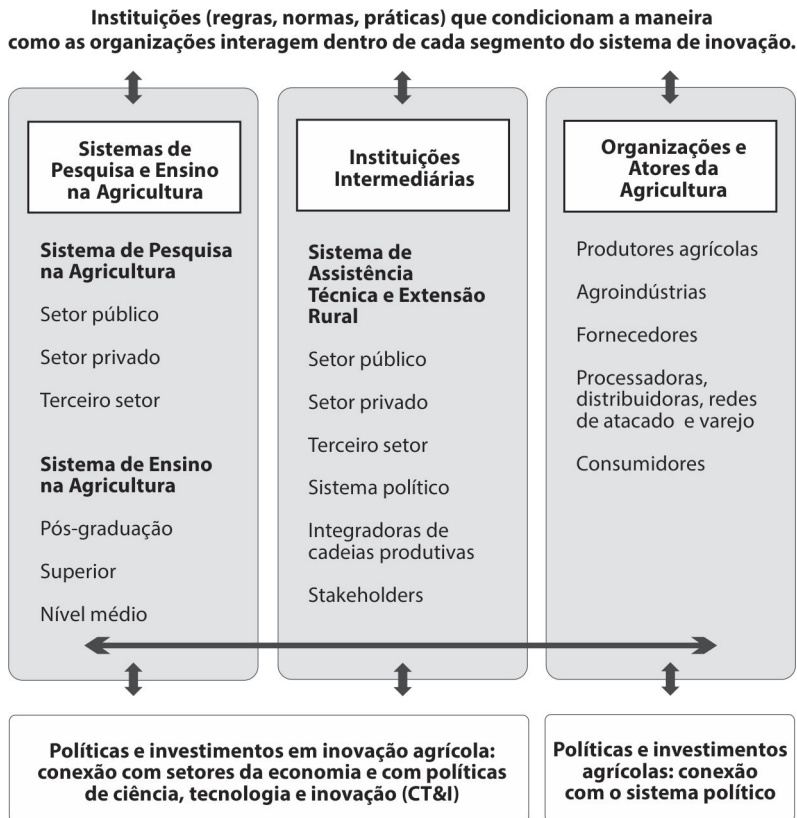 Instituições (regras, normas, práticas) que condicionam a maneira
como as organizações interagem dentro de cada segmento do sistema de inovação.
Sistemas de
Pesquisa e Ensino
na Agricultura
Sistema de Pesquisa
na Agricultura
Setor público
Setor privado
Terceiro setor
Sistema de Ensino
na Agricultura
Pós-graduação
Superior
Nível médio
Instituições
Intermediárias
Sistema de
Assistência
Técnica e Extensão
Rural
Setor público
Setor privado
Terceiro setor
Sistema político
Integradoras de
cadeias produtivas
Stakeholders
Organizações e
Atores da
Agricultura
Produtores agrícolas
Agroindústrias
Fornecedores
Processadoras,
distribuidoras, redes
de atacado e varejo
Consumidores
Políticas e investimentos em inovação agrícola:
conexão com setores da economia e com políticas
de ciência, tecnologia e inovação (CT&I)
Políticas e investimentos
agrícolas: conexão
com o sistema político